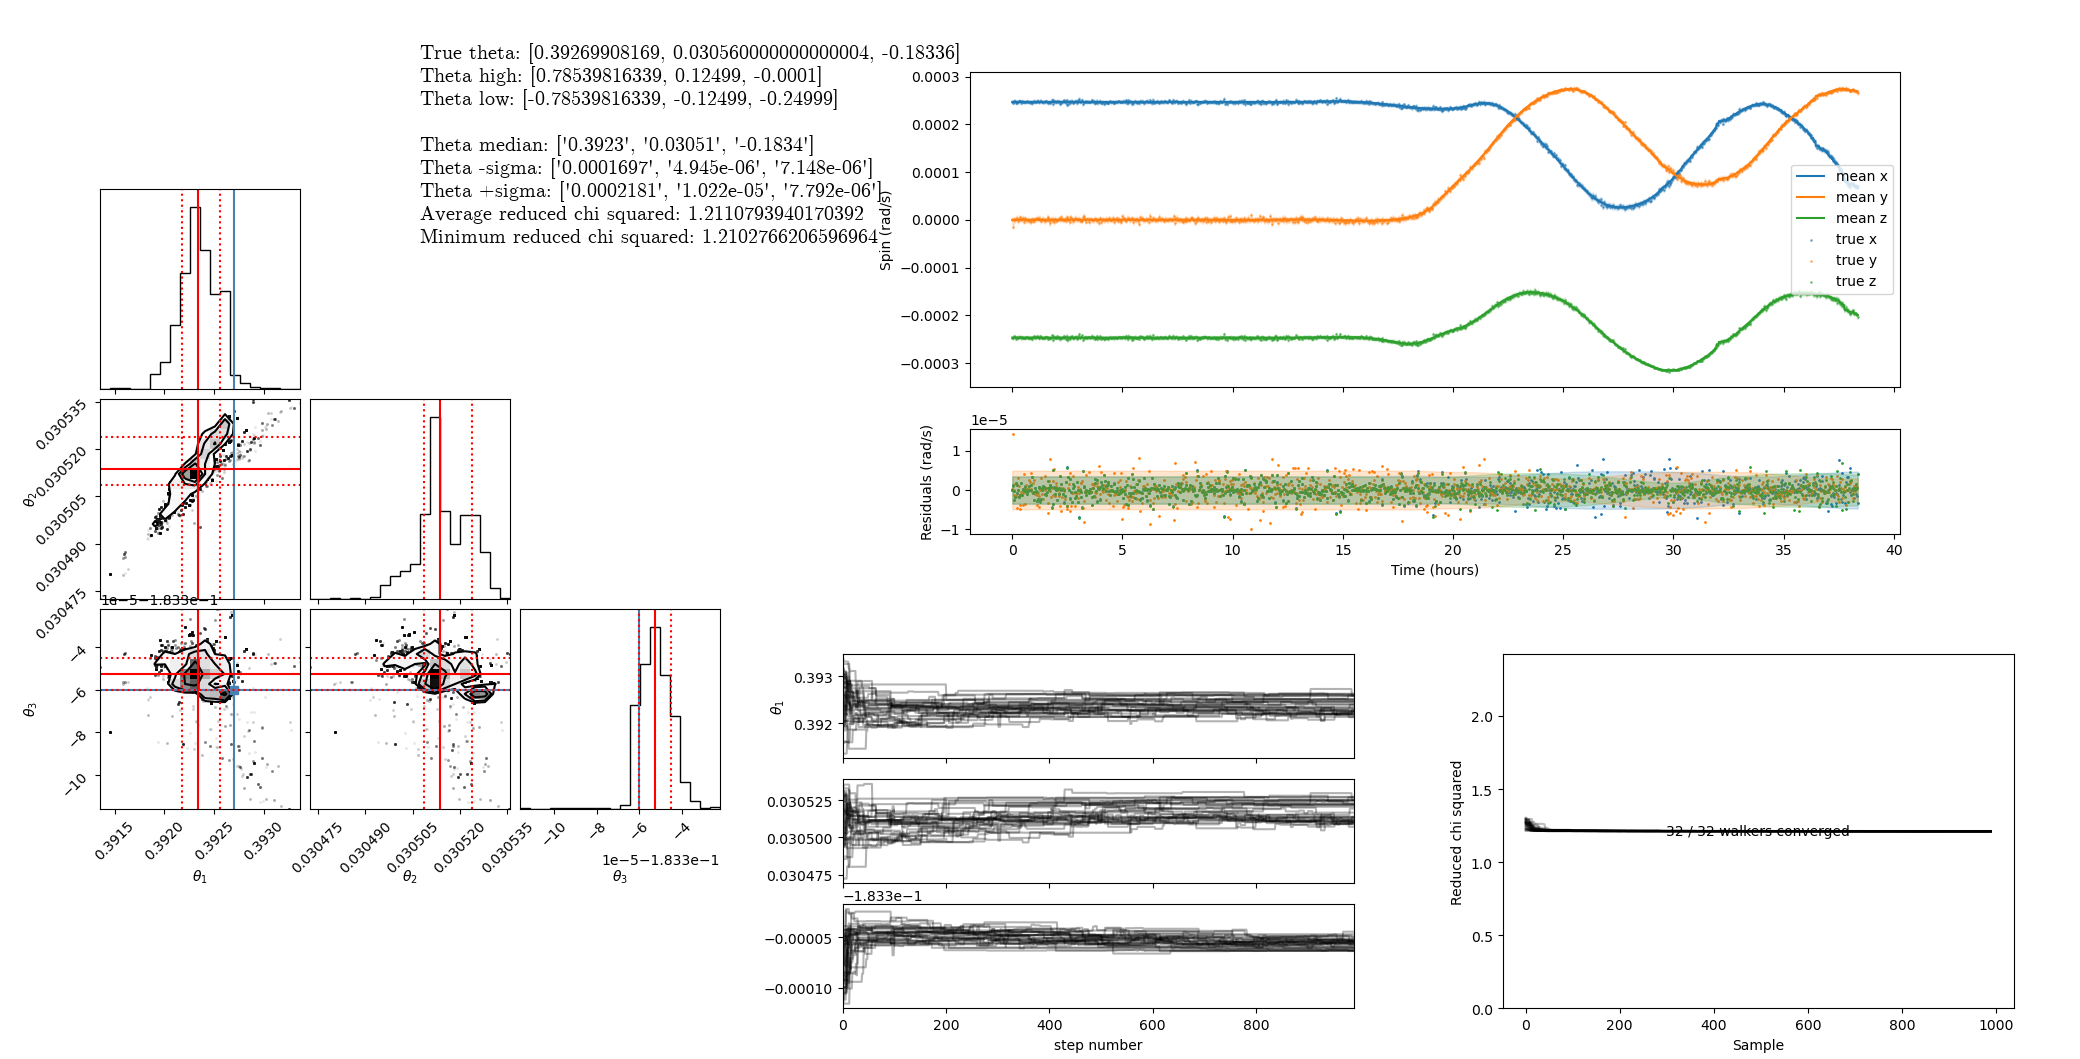 True theta: [0.39269908169, 0.030560000000000004, -0.18336]
Theta high: [0.78539816339, 0.12499, -0.0001]
Theta low: [-0.78539816339, -0.12499, -0.24999]
Theta median: ['0.3923', '0.03051', '-0.1834']
Theta -sigma: ['0.0001697', '4.945e-06', '7.148e-06']
Theta +sigma: ['0.0002181', '1.022e-05', '7.792e-06']
Average reduced chi squared: 1.2110793940170392
Minimum reduced chi squared: 1.2102766206596964
Spin (rad/s)
0.0003
0.0002
0.0001
0.0000
−0.0001
−0.0002
−0.0003
mean x
mean y
mean z
true x
true y
true z
1e−5
Residuals (rad/s)
1
0
−1
0
5
10
15
20
25
30
35
40
Time (hours)
θ2
0.030535
0.030520
0.030505
0.030490
0.030475
1e−5−1.833e−1
θ3
−4
−6
−8
−10
0.3915
0.3920
0.3925
0.3930
θ1
0.030475
0.030490
0.030505
0.030520
0.030535
θ2
−10
−8
−6
−4
1e−5−1.833e−1
θ3
θ1
0.393
0.392
0.030525
0.030500
0.030475
−1.833e−1
−0.00005
−0.00010
0
200
400
600
800
step number
Reduced chi squared
2.0
1.5
1.0
0.5
0.0
32 / 32 walkers converged
0
200
400
600
800
1000
Sample